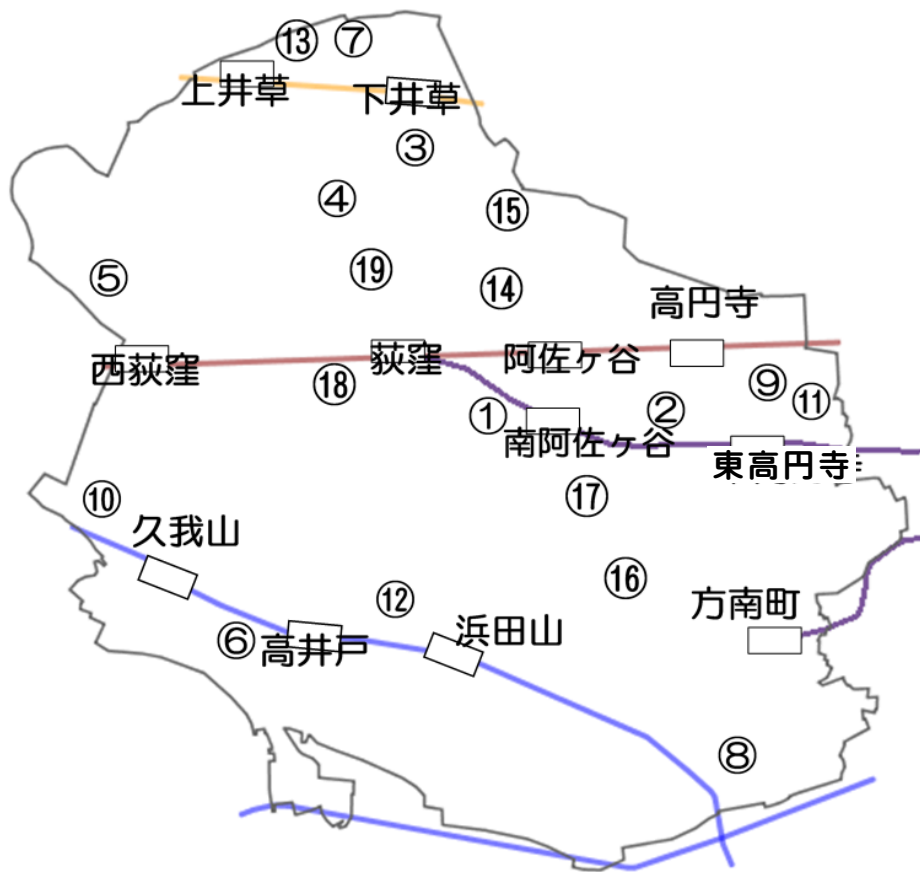 ⑬ ⑦
上井草 下井草
③
④
⑮
⑤ ⑲ ⑭
高円寺
西荻窪 荻窪 阿佐ヶ谷
⑱ ⑨
① ② ⑪
南阿佐ヶ谷 東高円寺
⑩ ⑰
久我山
⑫ ⑯
方南町
⑥ 高井戸 浜田山
⑧